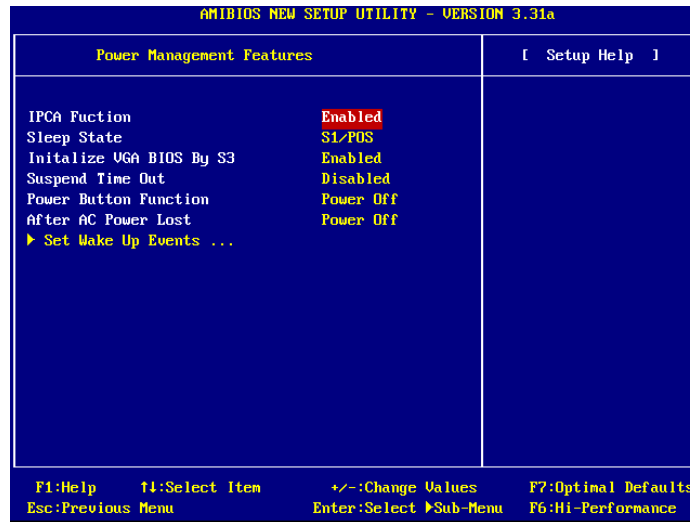 AMIBIOS NEW SETUP UTILITY - VERSION 3.31a
Power Management Features
[ Setup Help ]
IPCA Fuction Enabled
Sleep State S1/POS
Initalize VGA BIOS By S3 Enabled
Suspend Time Out Disabled
Power Button Function Power Off
After AC Power Lost Power Off
▶ Set Wake Up Events ...
F1:Help ↑↓:Select Item +/-:Change Values F7:Optimal Defaults
Esc:Previous Menu Enter:Select ▶Sub-Menu F6:Hi-Performance